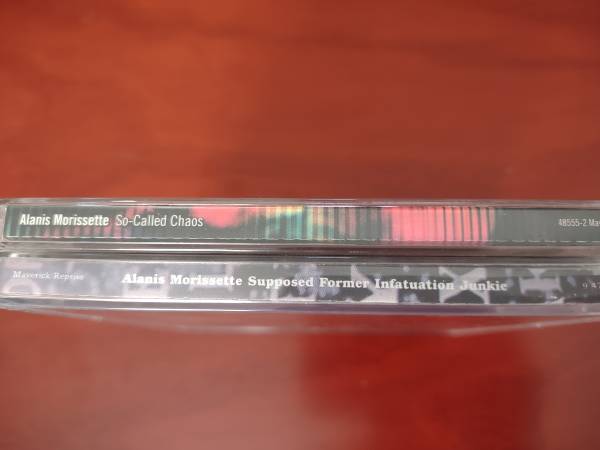 Alanis Morissette So-Called Chaos 48555-2
Maverick Reprise Alanis Morissette Supposed Former Infatuation Junkie